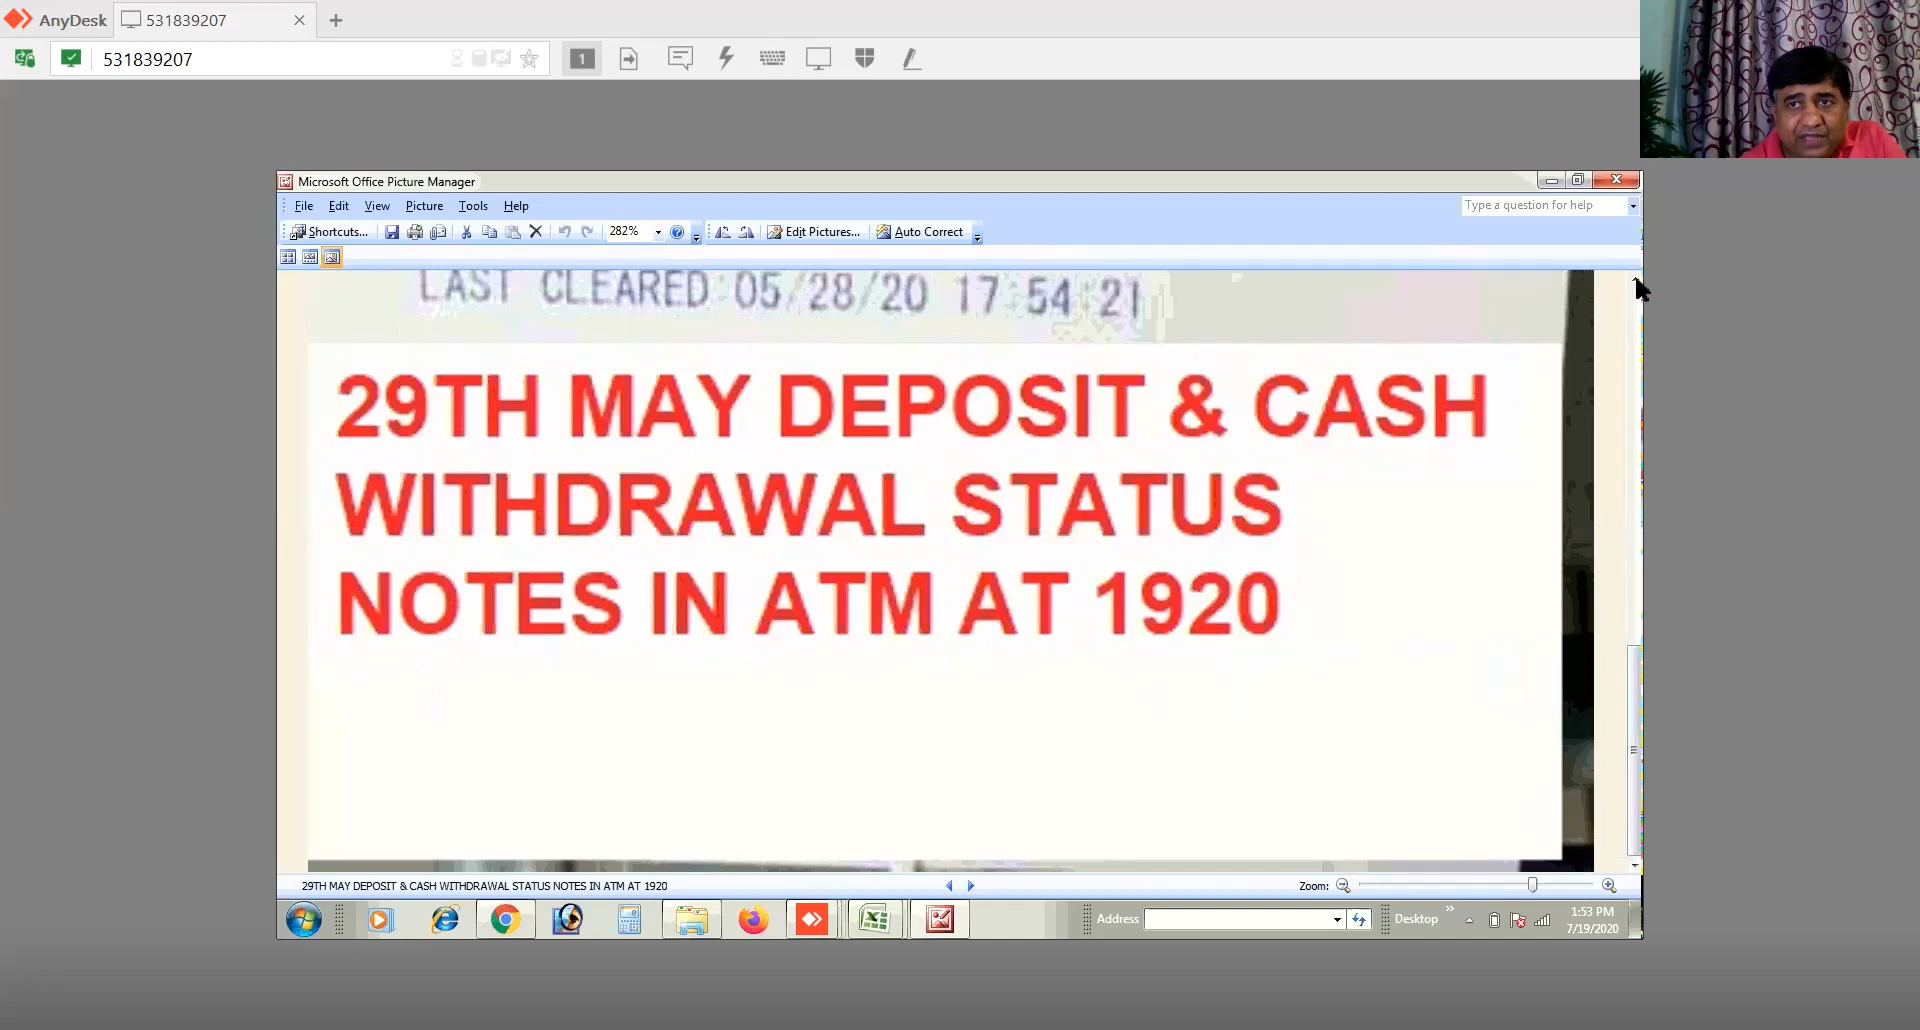 AnyDesk
531839207
531839207
1
Microsoft Office Picture Manager
File Edit View Picture Tools Help
Type a question for help
Shortcuts...
282%
Edit Pictures...
Auto Correct
LAST CLEARED:05/28/20 17:54:21
29TH MAY DEPOSIT & CASH
WITHDRAWAL STATUS
NOTES IN ATM AT 1920
29TH MAY DEPOSIT & CASH WITHDRAWAL STATUS NOTES IN ATM AT 1920
Zoom:
Address
Desktop
1:53 PM
7/19/2020